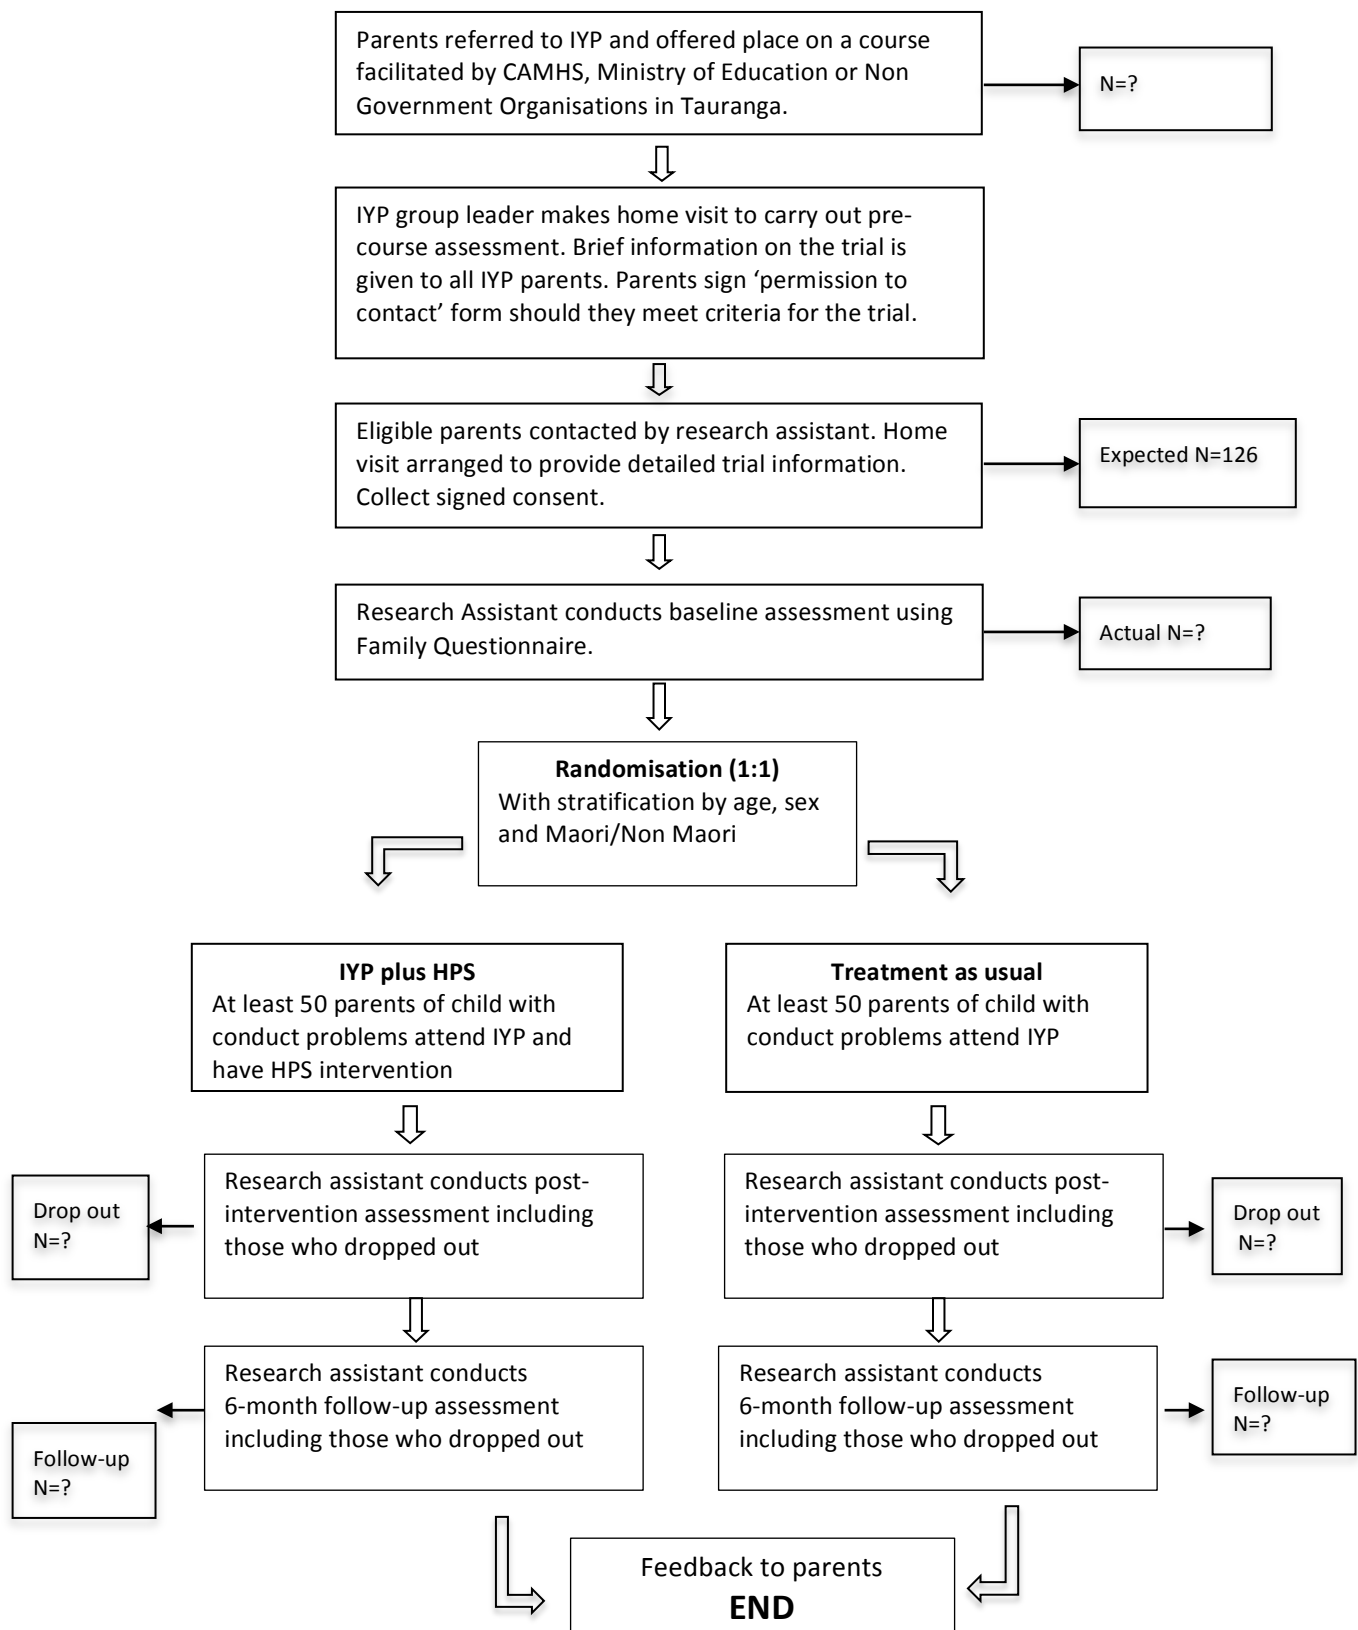 Parents referred to IYP and offered place on a course
facilitated by CAMHS, Ministry of Education or Non
Government Organisations in Tauranga.
N=?
IYP group leader makes home visit to carry out pre-
course assessment. Brief information on the trial is
given to all IYP parents. Parents sign ‘permission to
contact’ form should they meet criteria for the trial.
Eligible parents contacted by research assistant. Home
visit arranged to provide detailed trial information.
Collect signed consent.
Expected N=126
Research Assistant conducts baseline assessment using
Family Questionnaire.
Actual N=?
Randomisation (1:1)
With stratification by age, sex
and Maori/Non Maori
IYP plus HPS
At least 50 parents of child with
conduct problems attend IYP and
have HPS intervention
Treatment as usual
At least 50 parents of child with
conduct problems attend IYP
Drop out
N=?
Research assistant conducts post-
intervention assessment including
those who dropped out
Research assistant conducts post-
intervention assessment including
those who dropped out
Drop out
N=?
Follow-up
N=?
Research assistant conducts
6-month follow-up assessment
including those who dropped out
Research assistant conducts
6-month follow-up assessment
including those who dropped out
Follow-up
N=?
Feedback to parents
END